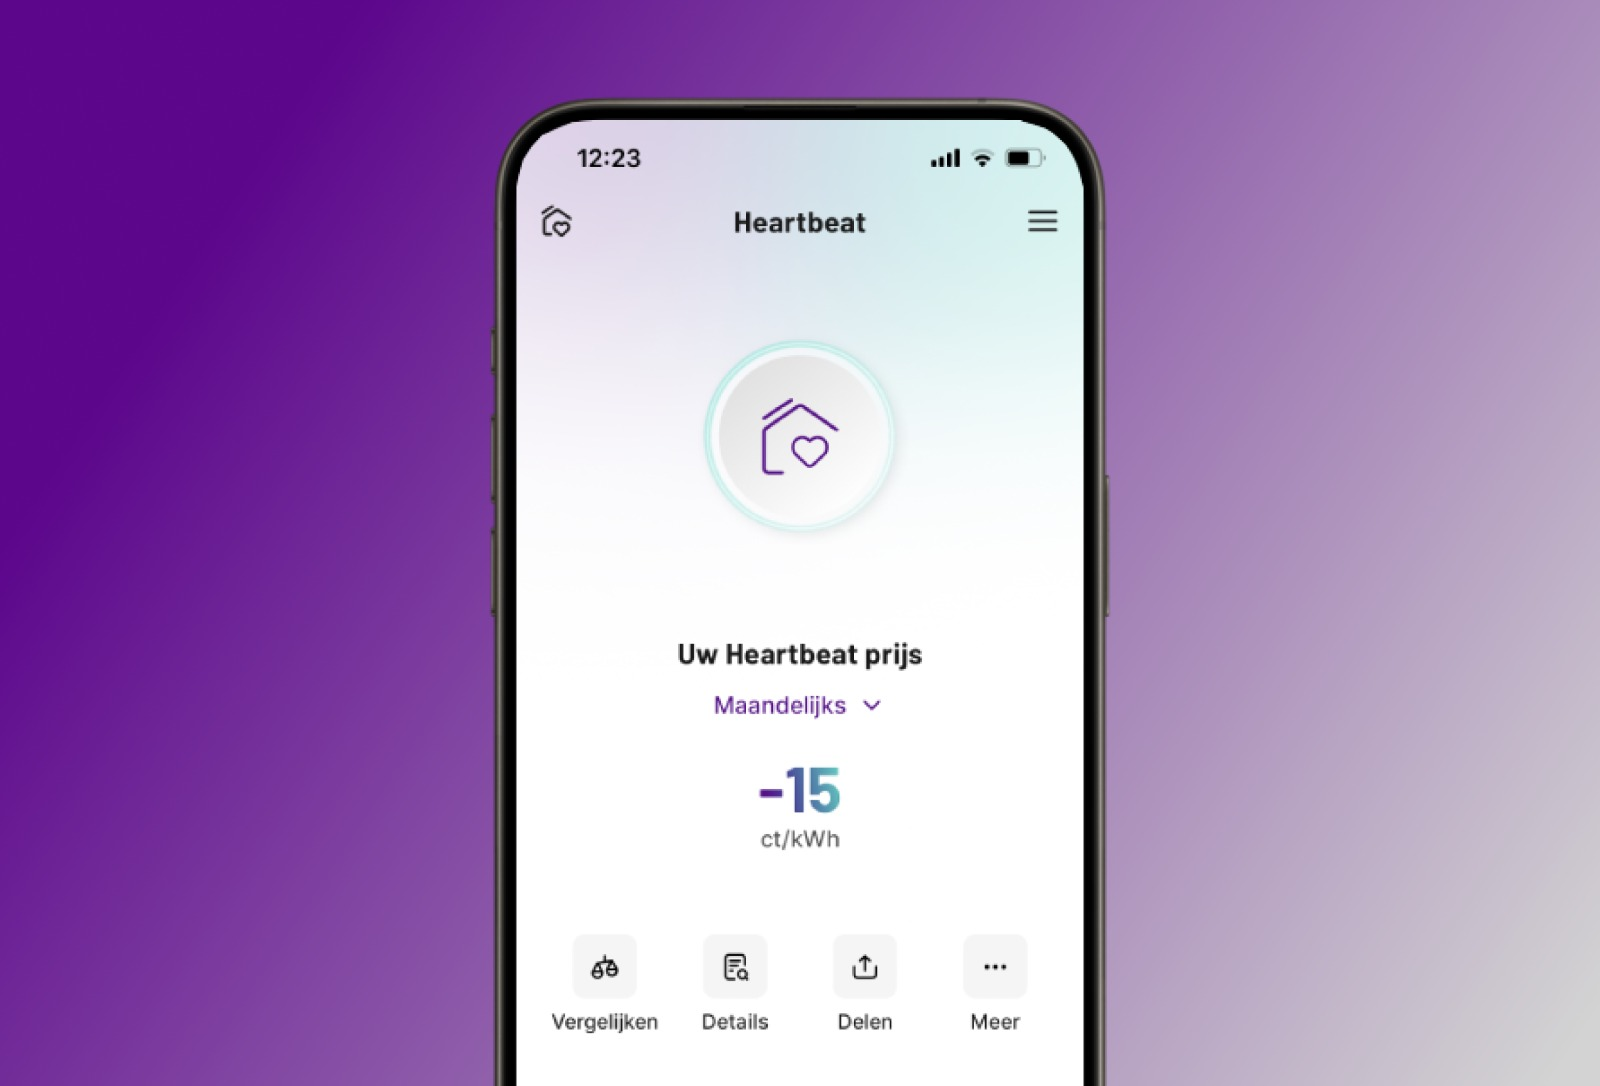 12:23
Heartbeat
Uw Heartbeat prijs
Maandelijks
-15
ct/kWh
Vergelijken Details Delen Meer